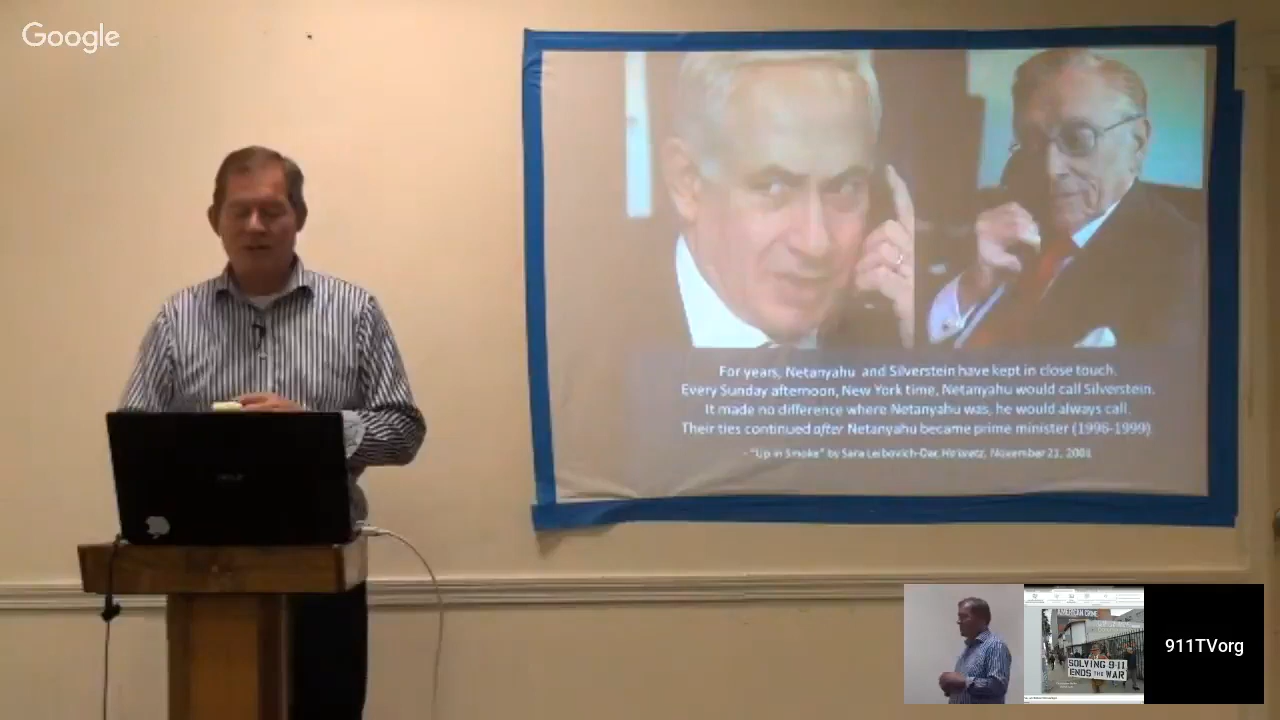 Google
For years, Netanyahu and Silverstein have kept in close touch.
Every Sunday afternoon, New York time, Netanyahu would call Silverstein.
It made no difference where Netanyahu was, he would always call.
Their ties continued after Netanyahu became prime minister (1996-1999)
- "Up in Smoke" by Sara Leibovich-Dar, Ha'aretz, November 21, 2001
AMERICAN CRIME
SOLVING 9-11
ENDS THE WAR
911TVorg